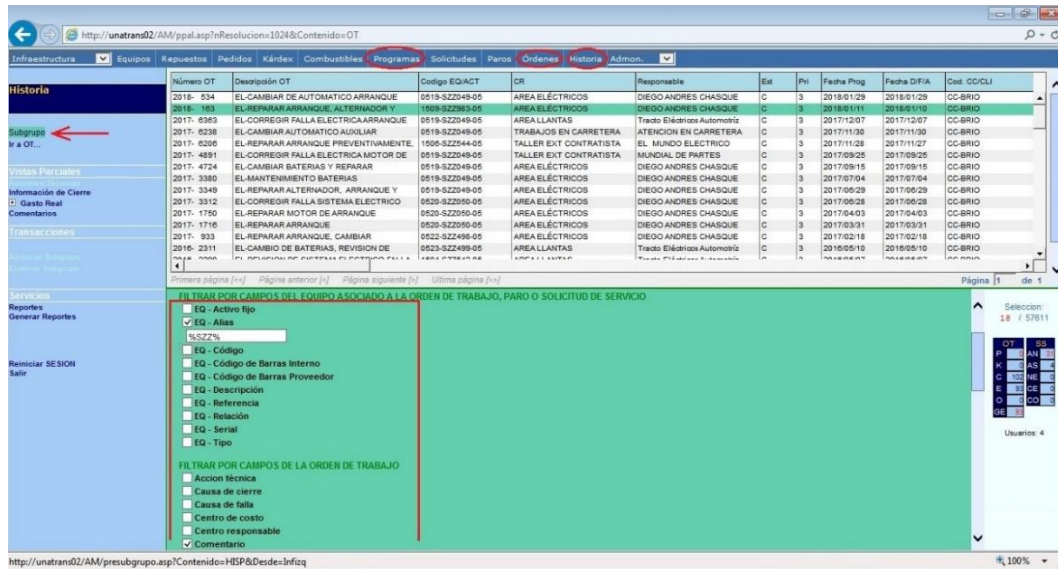 http://unatrans02/AM/ppal.asp?nResolucion=1024&Contenido=OT
Infraestructura Equipos Repuestos Pedidos Kárdex Combustibles Programas Solicitudes Paros Órdenes Historia Admon.
Historia
Subgrupo
Ir a OT...
Vistas Parciales
Información de Cierre
Gasto Real
Comentarios
Transacciones
Servicios
Reportes
Generar Reportes
Reiniciar SESION
Salir
Número OT Descripción OT Codigo EQ/ACT CR Responsable Est Pri Fecha Prog Fecha D/F/A Cod. CC/CLI
2018- 534 EL-CAMBIAR DE AUTOMATICO ARRANQUE 0519-SZZ049-05 AREA ELÉCTRICOS DIEGO ANDRES CHASQUE C 3 2018/01/29 2018/01/29 CC-BRIO
2018- 163 EL-REPARAR ARRANQUE, ALTERNADOR Y 1509-SZZ983-05 AREA ELÉCTRICOS DIEGO ANDRES CHASQUE C 3 2018/01/11 2018/01/10 CC-BRIO
2017- 6363 EL-CORREGIR FALLA ELECTRICA ARRANQUE 0519-SZZ049-05 AREA LLANTAS Tracto Eléctricos Automotriz C 3 2017/12/07 2017/12/07 CC-BRIO
2017- 6238 EL-CAMBIAR AUTOMATICO AUXILIAR 0519-SZZ049-05 TRABAJOS EN CARRETERA ATENCION EN CARRETERA C 3 2017/11/30 2017/11/30 CC-BRIO
2017- 6206 EL-REPARAR ARRANQUE PREVENTIVAMENTE, 1506-SZZ544-05 TALLER EXT CONTRATISTA EL MUNDO ELECTRICO C 3 2017/11/28 2017/11/27 CC-BRIO
2017- 4891 EL-CORREGIR FALLA ELECTRICA MOTOR DE 0519-SZZ049-05 TALLER EXT CONTRATISTA MUNDIAL DE PARTES C 3 2017/09/25 2017/09/25 CC-BRIO
2017- 4724 EL-CAMBIAR BATERIAS Y REPARAR 0519-SZZ049-05 AREA ELÉCTRICOS DIEGO ANDRES CHASQUE C 3 2017/09/15 2017/09/15 CC-BRIO
2017- 3380 EL-MANTENIMIENTO BATERIAS 0519-SZZ049-05 AREA ELÉCTRICOS DIEGO ANDRES CHASQUE C 3 2017/07/04 2017/07/04 CC-BRIO
2017- 3349 EL-REPARAR ALTERNADOR, ARRANQUE Y 0519-SZZ049-05 AREA ELÉCTRICOS DIEGO ANDRES CHASQUE C 3 2017/06/29 2017/06/29 CC-BRIO
2017- 3312 EL-CORREGIR FALLA SISTEMA ELECTRICO 0520-SZZ050-05 AREA ELÉCTRICOS DIEGO ANDRES CHASQUE C 3 2017/06/28 2017/06/28 CC-BRIO
2017- 1750 EL-REPARAR MOTOR DE ARRANQUE 0520-SZZ050-05 AREA ELÉCTRICOS DIEGO ANDRES CHASQUE C 3 2017/04/03 2017/04/03 CC-BRIO
2017- 1716 EL-REPARAR ARRANQUE 0520-SZZ050-05 AREA ELÉCTRICOS DIEGO ANDRES CHASQUE C 3 2017/03/31 2017/03/31 CC-BRIO
2017- 933 EL-REPARAR ARRANQUE, CAMBIAR 0522-SZZ498-05 AREA ELÉCTRICOS DIEGO ANDRES CHASQUE C 3 2017/02/18 2017/02/18 CC-BRIO
2016- 2311 EL-CAMBIO DE BATERIAS, REVISION DE 0523-SZZ499-05 AREA LLANTAS Tracto Eléctricos Automotriz C 3 2016/05/10 2016/05/10 CC-BRIO
Primera página [<<] Página anterior [<] Página siguiente [>] Ultima página [>>] Página 1 de 1
FILTRAR POR CAMPOS DEL EQUIPO ASOCIADO A LA ORDEN DE TRABAJO, PARO O SOLICITUD DE SERVICIO
EQ - Activo fijo
EQ - Alias
%SZZ%
EQ - Código
EQ - Código de Barras Interno
EQ - Código de Barras Proveedor
EQ - Descripción
EQ - Referencia
EQ - Relación
EQ - Serial
EQ - Tipo
FILTRAR POR CAMPOS DE LA ORDEN DE TRABAJO
Accion técnica
Causa de cierre
Causa de falla
Centro de costo
Centro responsable
Comentario
Seleccion:
18 / 57611
OT SS
P AN
K AS 4
C 102 NE 0
E 93 CE 0
O 0 CO 0
GE 93
Usuarios: 4
http://unatrans02/AM/presubgrupo.asp?Contenido=HISP&Desde=Infizq
100%